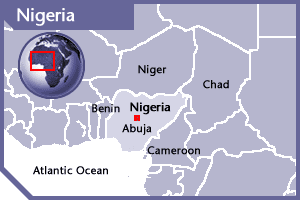 Nigeria
Niger
Chad
Benin
Nigeria
Abuja
Cameroon
Atlantic Ocean